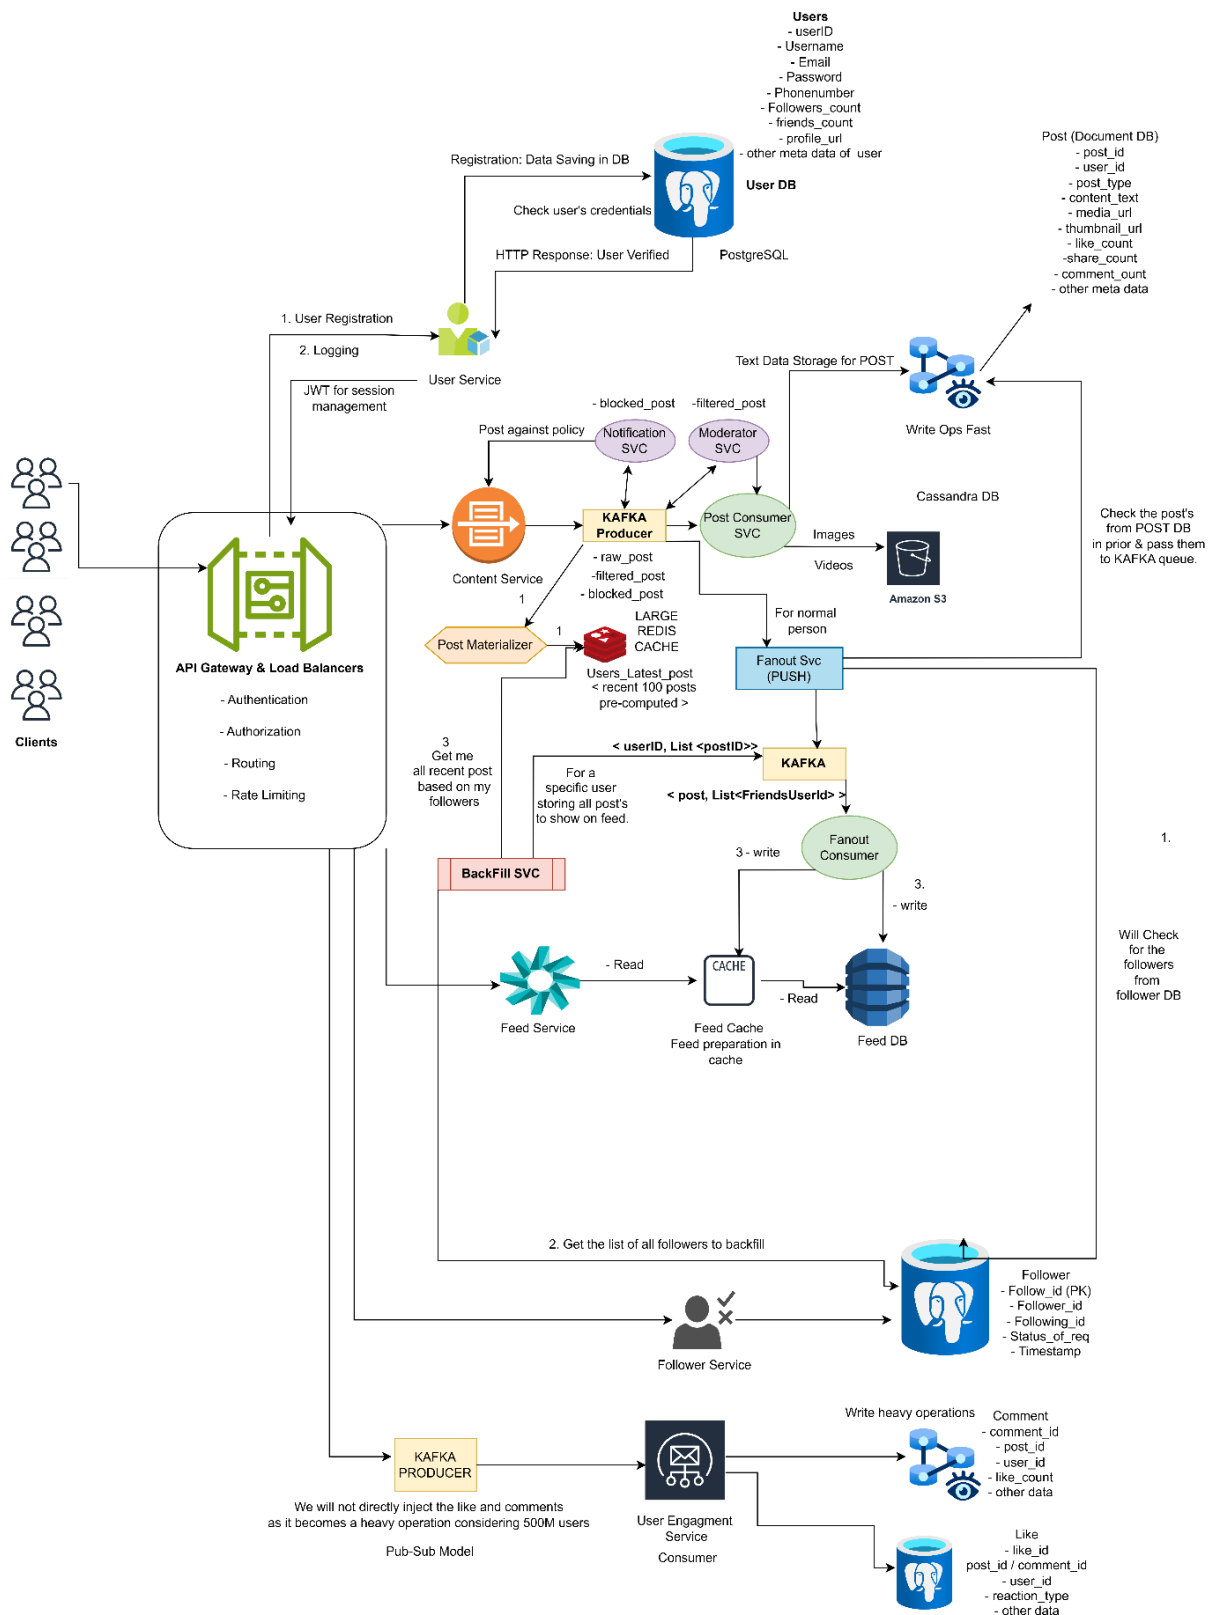 Users
- userID
- Username
- Email
- Password
- Phonenumber
- Followers_count
- friends_count
- profile_url
- other meta data of  user
User DB
Registration: Data Saving in DB
Check user's credentials
HTTP Response: User Verified
PostgreSQL
Post (Document DB)
- post_id
- user_id
- post_type
- content_text
- media_url
- thumbnail_url
- like_count
-share_count
- comment_ount
- other meta data
1. User Registration
2. Logging
User Service
JWT for session
management
Text Data Storage for POST
Write Ops Fast
- blocked_post
-filtered_post
Post against policy
Notification
SVC
Moderator
SVC
Cassandra DB
Check the post's
from POST DB
in prior & pass them
to KAFKA queue.
KAFKA
Producer
Post Consumer
SVC
Images
Videos
Amazon S3
Content Service
- raw_post
-filtered_post
- blocked_post
1
For normal
person
LARGE
REDIS
CACHE
Post Materializer
1
Users_Latest_post
< recent 100 posts
pre-computed >
Fanout Svc
(PUSH)
API Gateway & Load Balancers
- Authentication
- Authorization
- Routing
- Rate Limiting
Clients
3
Get me
all recent post
based on my
followers
< userID, List <postID>>
KAFKA
For a
specific user
storing all post's
to show on feed.
< post, List<FriendsUserId> >
Fanout
Consumer
1.
BackFill SVC
3 - write
3.
- write
Will Check
for the
followers
from
follower DB
- Read
CACHE
- Read
Feed Service
Feed Cache
Feed preparation in
cache
Feed DB
2. Get the list of all followers to backfill
Follower
- Follow_id (PK)
- Follower_id
- Following_id
- Status_of_req
- Timestamp
Follower Service
Write heavy operations
Comment
- comment_id
- post_id
- user_id
- like_count
- other data
KAFKA
PRODUCER
We will not directly inject the like and comments
as it becomes a heavy operation considering 500M users
Pub-Sub Model
User Engagment
Service
Consumer
Like
- like_id
post_id / comment_id
- user_id
- reaction_type
- other data